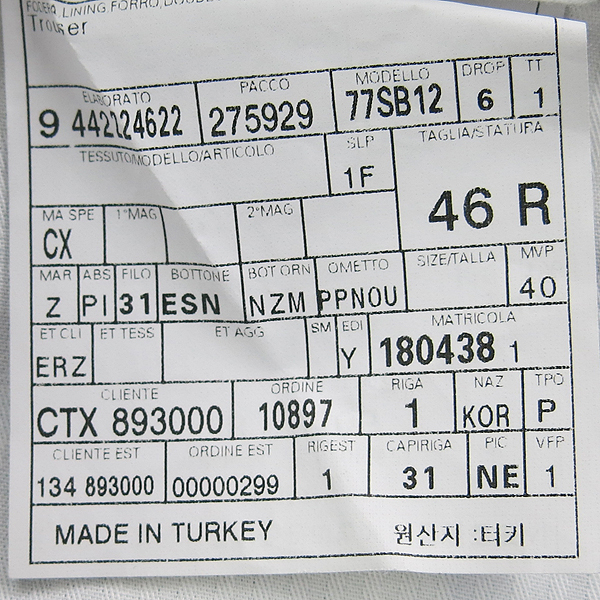 LINING FORRO,
Trouser
ELABORATO PACCO MODELLO DROP TT
9 442124622 275929 77SB12 6 1
TESSUTO/MODELLO/ARTICOLO SLP TAGLIA/STATURA
1F
46 R
MA SPE 1°MAG 2°MAG
CX
MAR ABS FILO BOTTONE BOT ORN OMETTO SIZE/TALLA MVP
Z PI 31 ESN NZM PPNOU 40
ET CLI ET TESS ET AGG SM EDI MATRICOLA
ERZ Y 180438 1
CLIENTE ORDINE RIGA NAZ TPO
CTX 893000 10897 1 KOR P
CLIENTE EST ORDINE EST RIGEST CAPIRIGA PIC VFP
134 893000 00000299 1 31 NE 1
MADE IN TURKEY 원산지 :터키